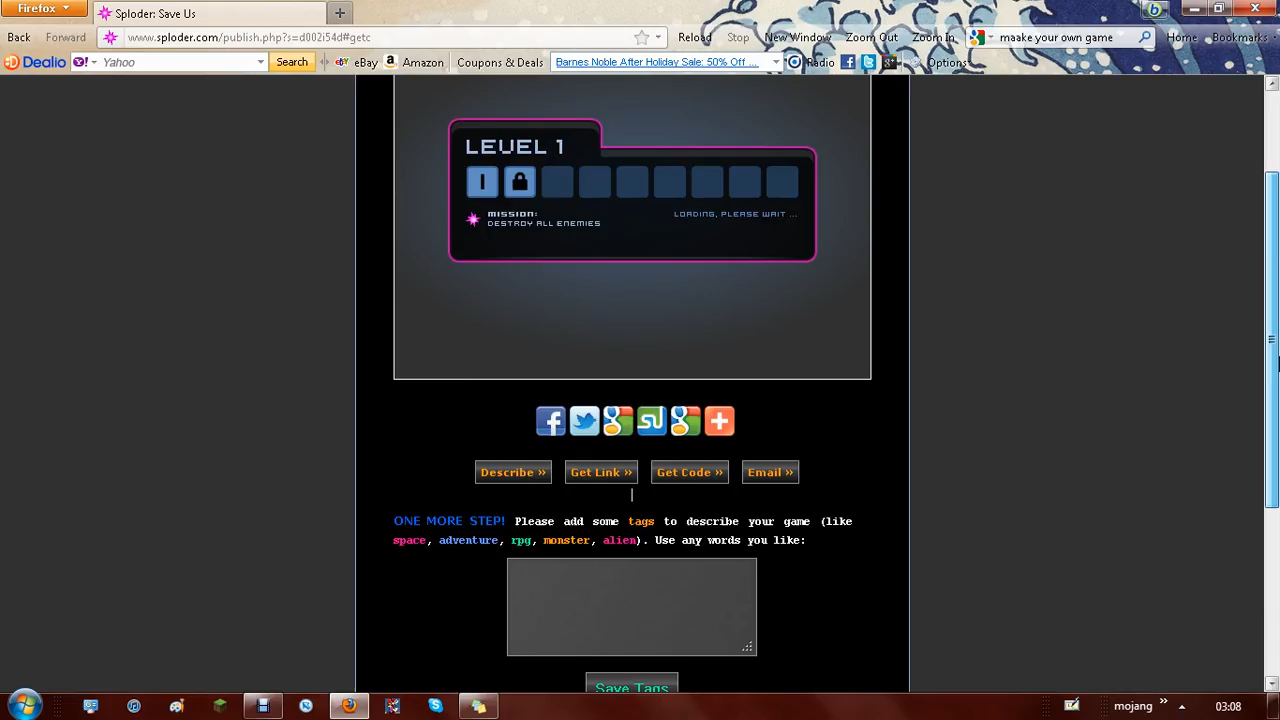 Firefox
Sploder: Save Us
Back Forward www.sploder.com/publish.php?s=d002i54d#getc Reload Stop New Window Zoom Out Zoom In maake your own game Home Bookmarks
Dealio Yahoo Search eBay Amazon Coupons & Deals Barnes Noble After Holiday Sale: 50% Off ... Radio Options
LEVEL 1
1
MISSION:
DESTROY ALL ENEMIES
LOADING, PLEASE WAIT ...
Describe » Get Link » Get Code » Email »
ONE MORE STEP! Please add some tags to describe your game (like
space, adventure, rpg, monster, alien). Use any words you like:
Save Tags
mojang » 03:08